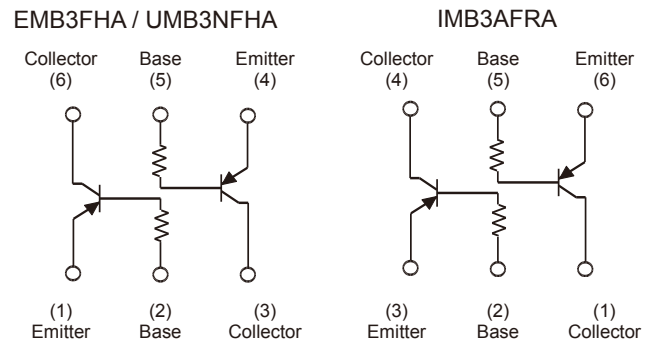 EMB3FHA / UMB3NFHA
Collector Base Emitter
(6) (5) (4)
(1) (2) (3)
Emitter Base Collector
IMB3AFRA
Collector Base Emitter
(4) (5) (6)
(3) (2) (1)
Emitter Base Collector